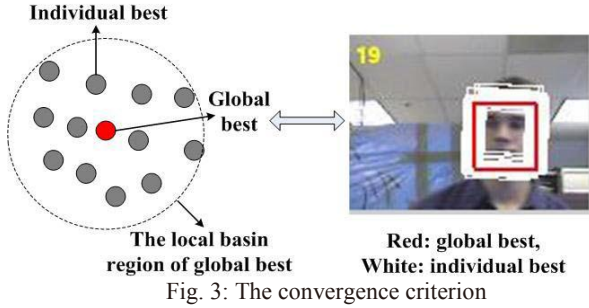 Individual best
19
Global
best
The local basin
region of global best
Red: global best,
White: individual best
Fig. 3: The convergence criterion